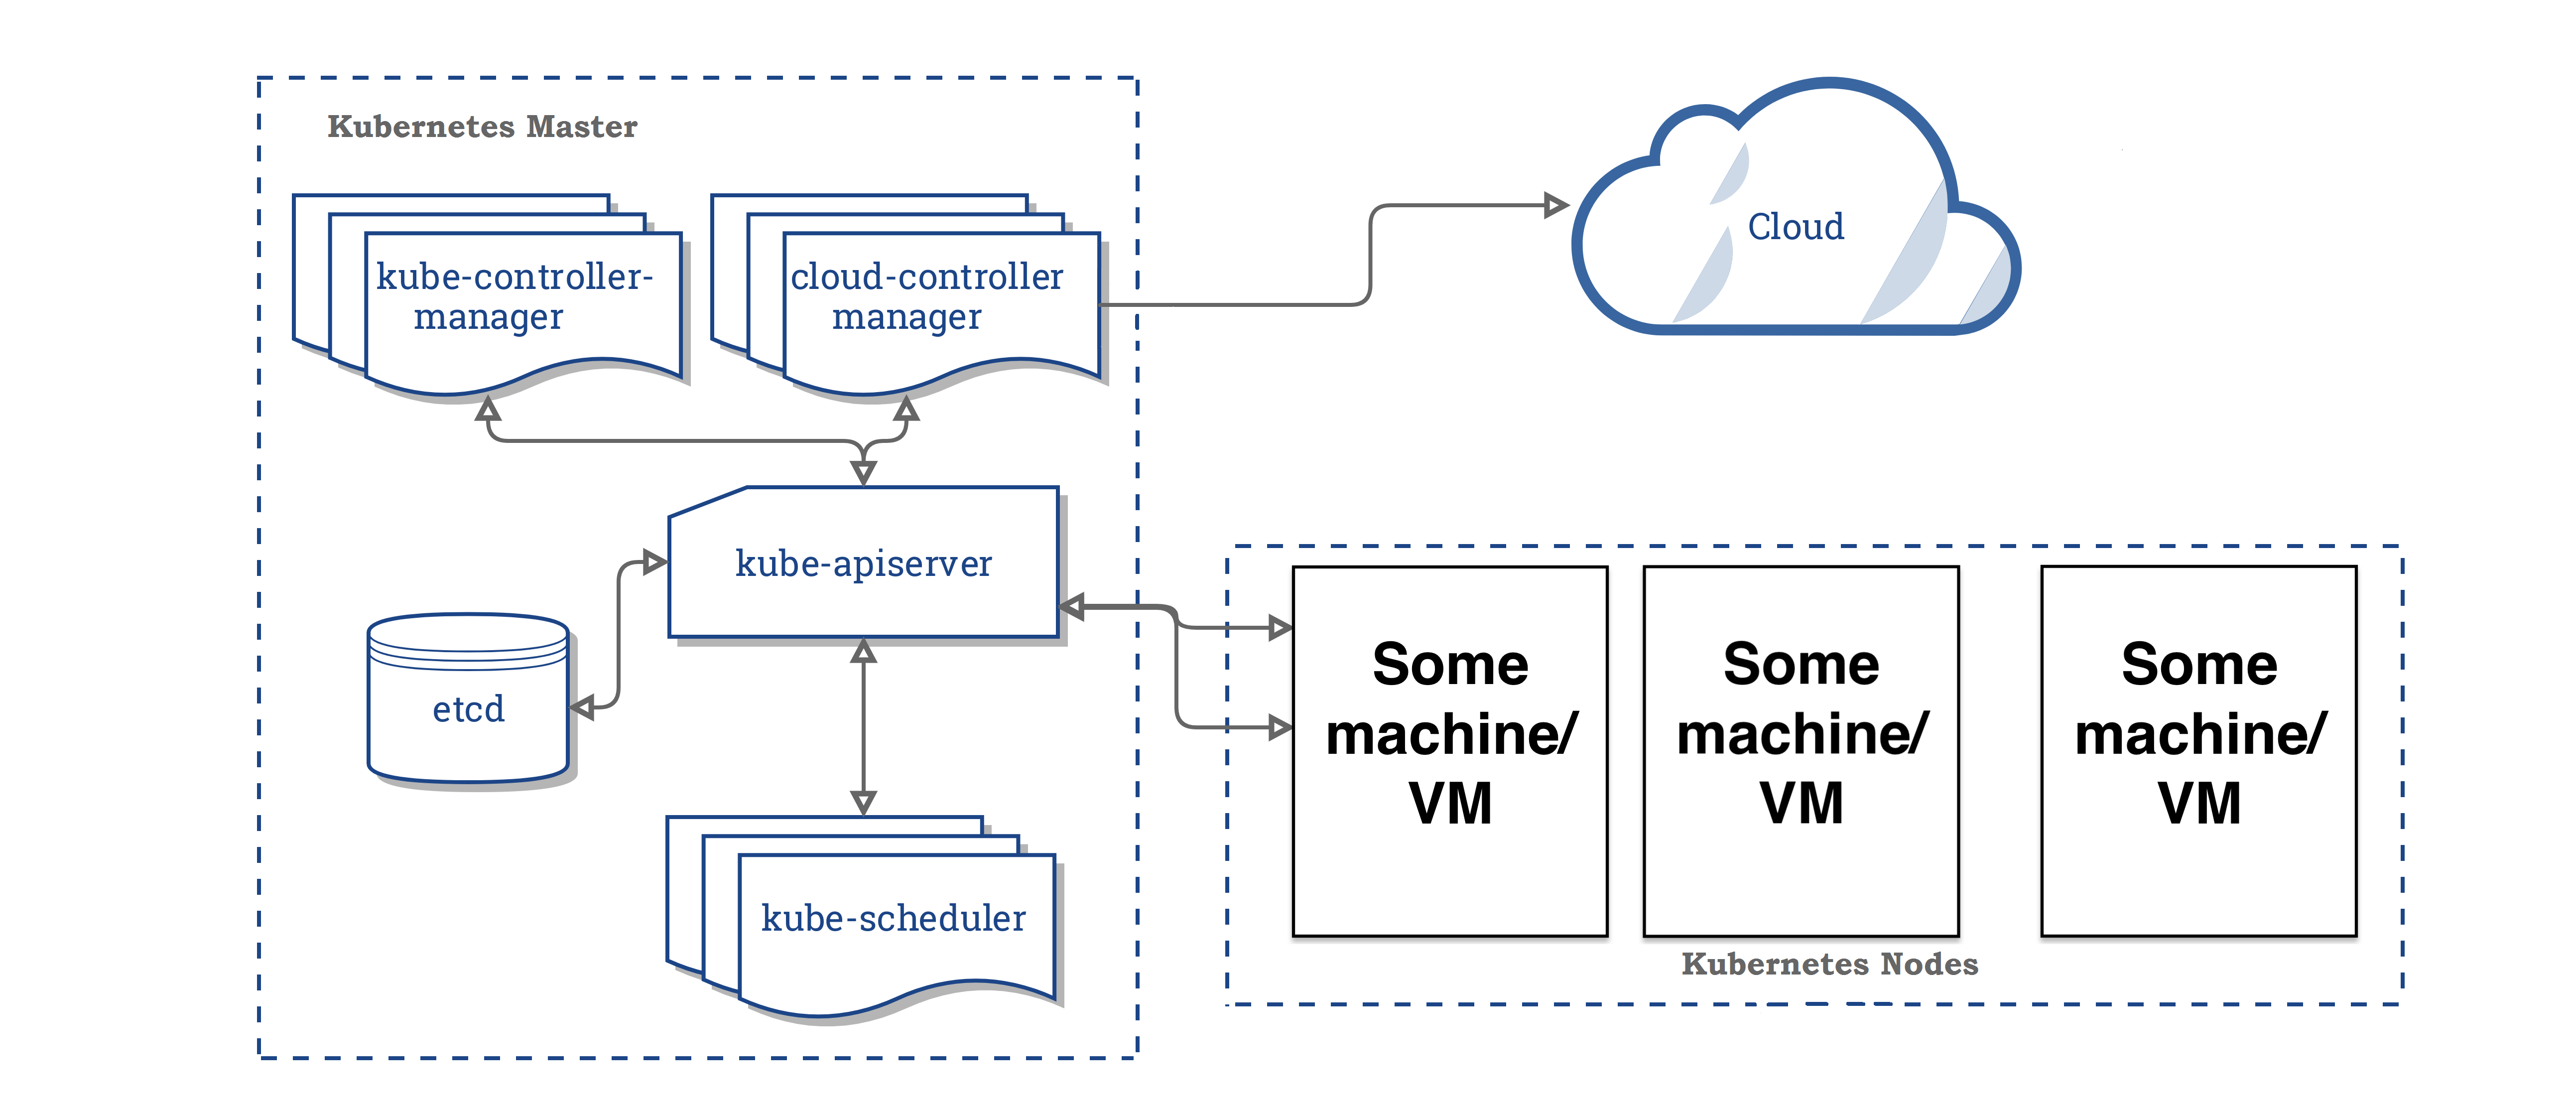 Kubernetes Master
kube-controller-
manager
cloud-controller
manager
Cloud
kube-apiserver
etcd
kube-scheduler
Some
machine/
VM
Some
machine/
VM
Some
machine/
VM
Kubernetes Nodes